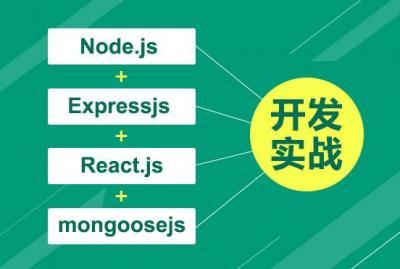 Node.js
+
Expressjs
+
React.js
+
mongoosejs
开发
实战